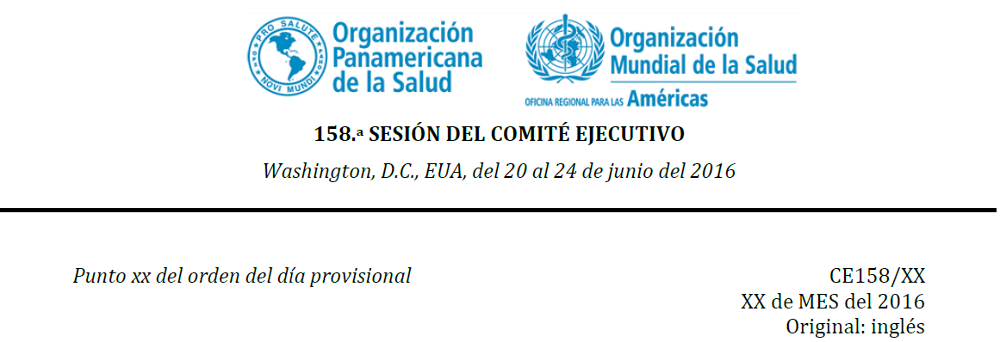 PRO SALUTE
NOVI MUNDI
Organización
Panamericana
de la Salud
Organización
Mundial de la Salud
OFICINA REGIONAL PARA LAS Américas
158.ª SESIÓN DEL COMITÉ EJECUTIVO
Washington, D.C., EUA, del 20 al 24 de junio del 2016
Punto xx del orden del día provisional
CE158/XX
XX de MES del 2016
Original: inglés